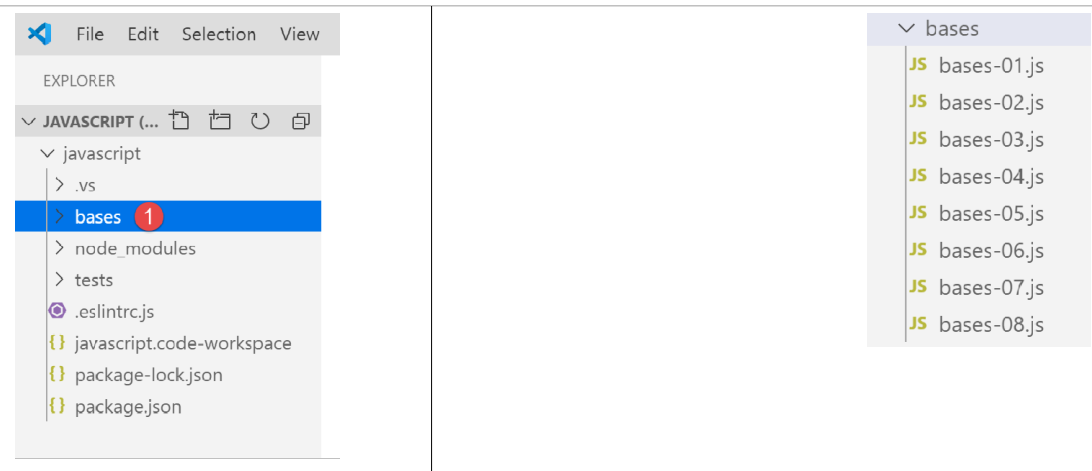 File Edit Selection View
EXPLORER
JAVASCRIPT (...
javascript
.vs
bases 1
node_modules
tests
.eslintrc.js
{} javascript.code-workspace
{} package-lock.json
{} package.json
bases
JS bases-01.js
JS bases-02.js
JS bases-03.js
JS bases-04.js
JS bases-05.js
JS bases-06.js
JS bases-07.js
JS bases-08.js